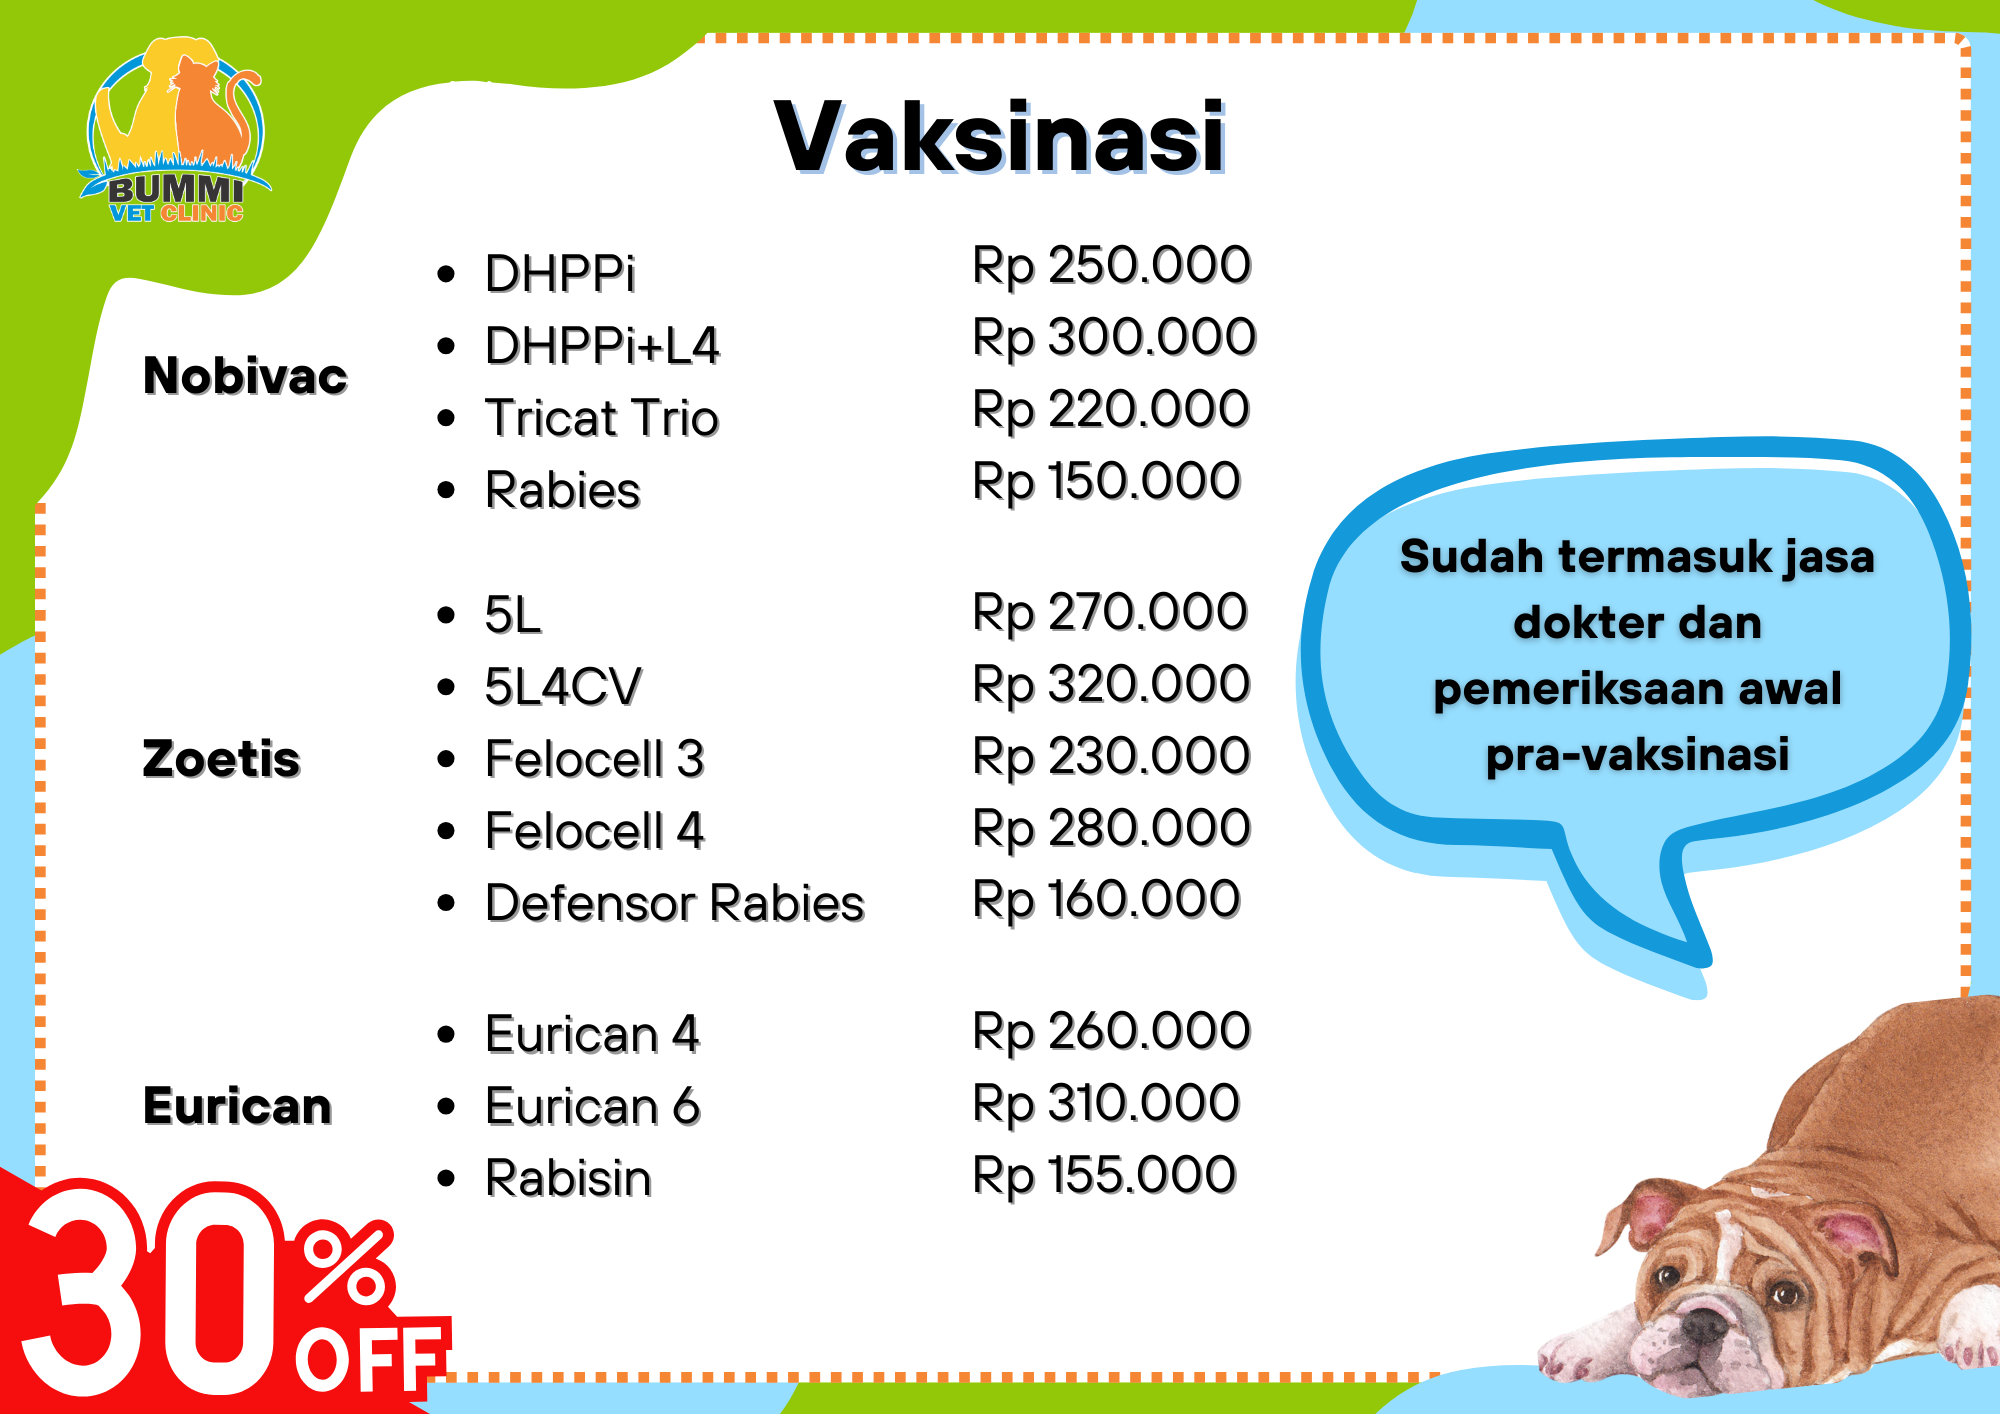 BUMMI
VET CLINIC
Vaksinasi
Nobivac
DHPPi Rp 250.000
DHPPi+L4 Rp 300.000
Tricat Trio Rp 220.000
Rabies Rp 150.000
Zoetis
5L Rp 270.000
5L4CV Rp 320.000
Felocell 3 Rp 230.000
Felocell 4 Rp 280.000
Defensor Rabies Rp 160.000
Eurican
Eurican 4 Rp 260.000
Eurican 6 Rp 310.000
Rabisin Rp 155.000
Sudah termasuk jasa
dokter dan
pemeriksaan awal
pra-vaksinasi
30%
OFF